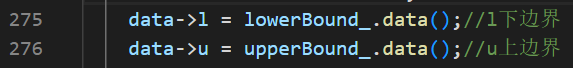 275 data->l = lowerBound_.data();//l下边界
276 data->u = upperBound_.data();//u上边界